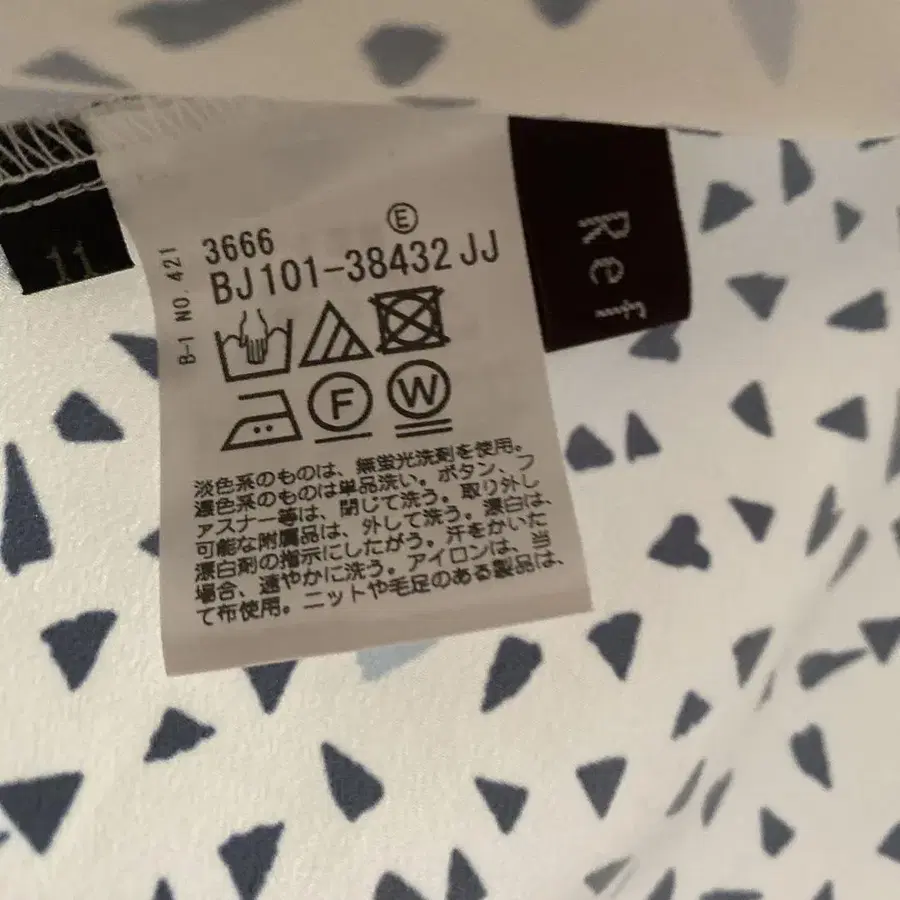 11
B-1 NO. 421
E
3666
BJ101-38432 JJ
F
W
淡色系のものは、無蛍光洗剤を使用。
濃色系のものは単品洗い。ボタン、フ
ァスナー等は、閉じて洗う。取り外し
可能な附属品は、外して洗う。漂白は、
漂白剤の指示にしたがう。汗をかいた
場合、速やかに洗う。アイロンは、当
て布使用。ニットや毛足のある製品は、
Re